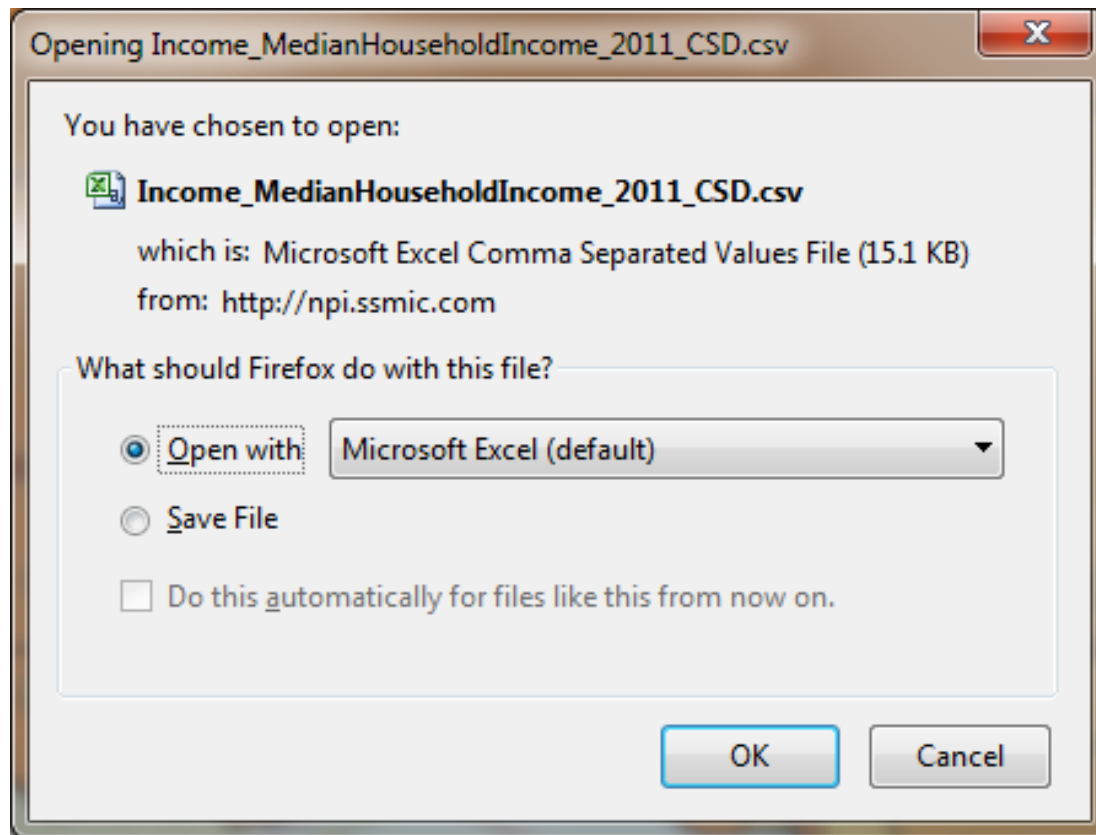 Opening Income_MedianHouseholdIncome_2011_CSD.csv
You have chosen to open:
Income_MedianHouseholdIncome_2011_CSD.csv
which is: Microsoft Excel Comma Separated Values File (15.1 KB)
from: http://npi.ssmic.com
What should Firefox do with this file?
Open with Microsoft Excel (default)
Save File
Do this automatically for files like this from now on.
OK Cancel